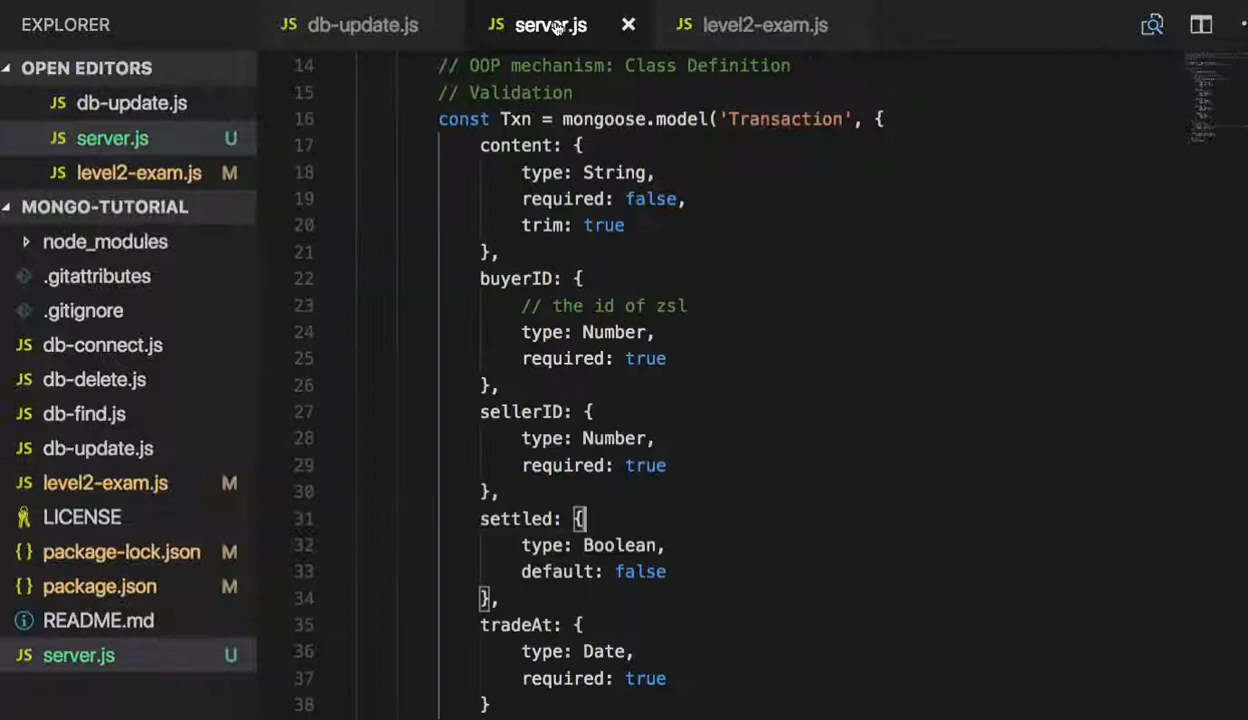 EXPLORER
OPEN EDITORS
JS db-update.js
JS server.js U
JS level2-exam.js M
MONGO-TUTORIAL
node_modules
.gitattributes
.gitignore
JS db-connect.js
JS db-delete.js
JS db-find.js
JS db-update.js
JS level2-exam.js M
LICENSE
{} package-lock.json M
{} package.json M
README.md
JS server.js U
JS db-update.js JS server.js × JS level2-exam.js
14 // OOP mechanism: Class Definition
15 // Validation
16 const Txn = mongoose.model('Transaction', {
17 content: {
18 type: String,
19 required: false,
20 trim: true
21 },
22 buyerID: {
23 // the id of zsl
24 type: Number,
25 required: true
26 },
27 sellerID: {
28 type: Number,
29 required: true
30 },
31 settled: {
32 type: Boolean,
33 default: false
34 },
35 tradeAt: {
36 type: Date,
37 required: true
38 }